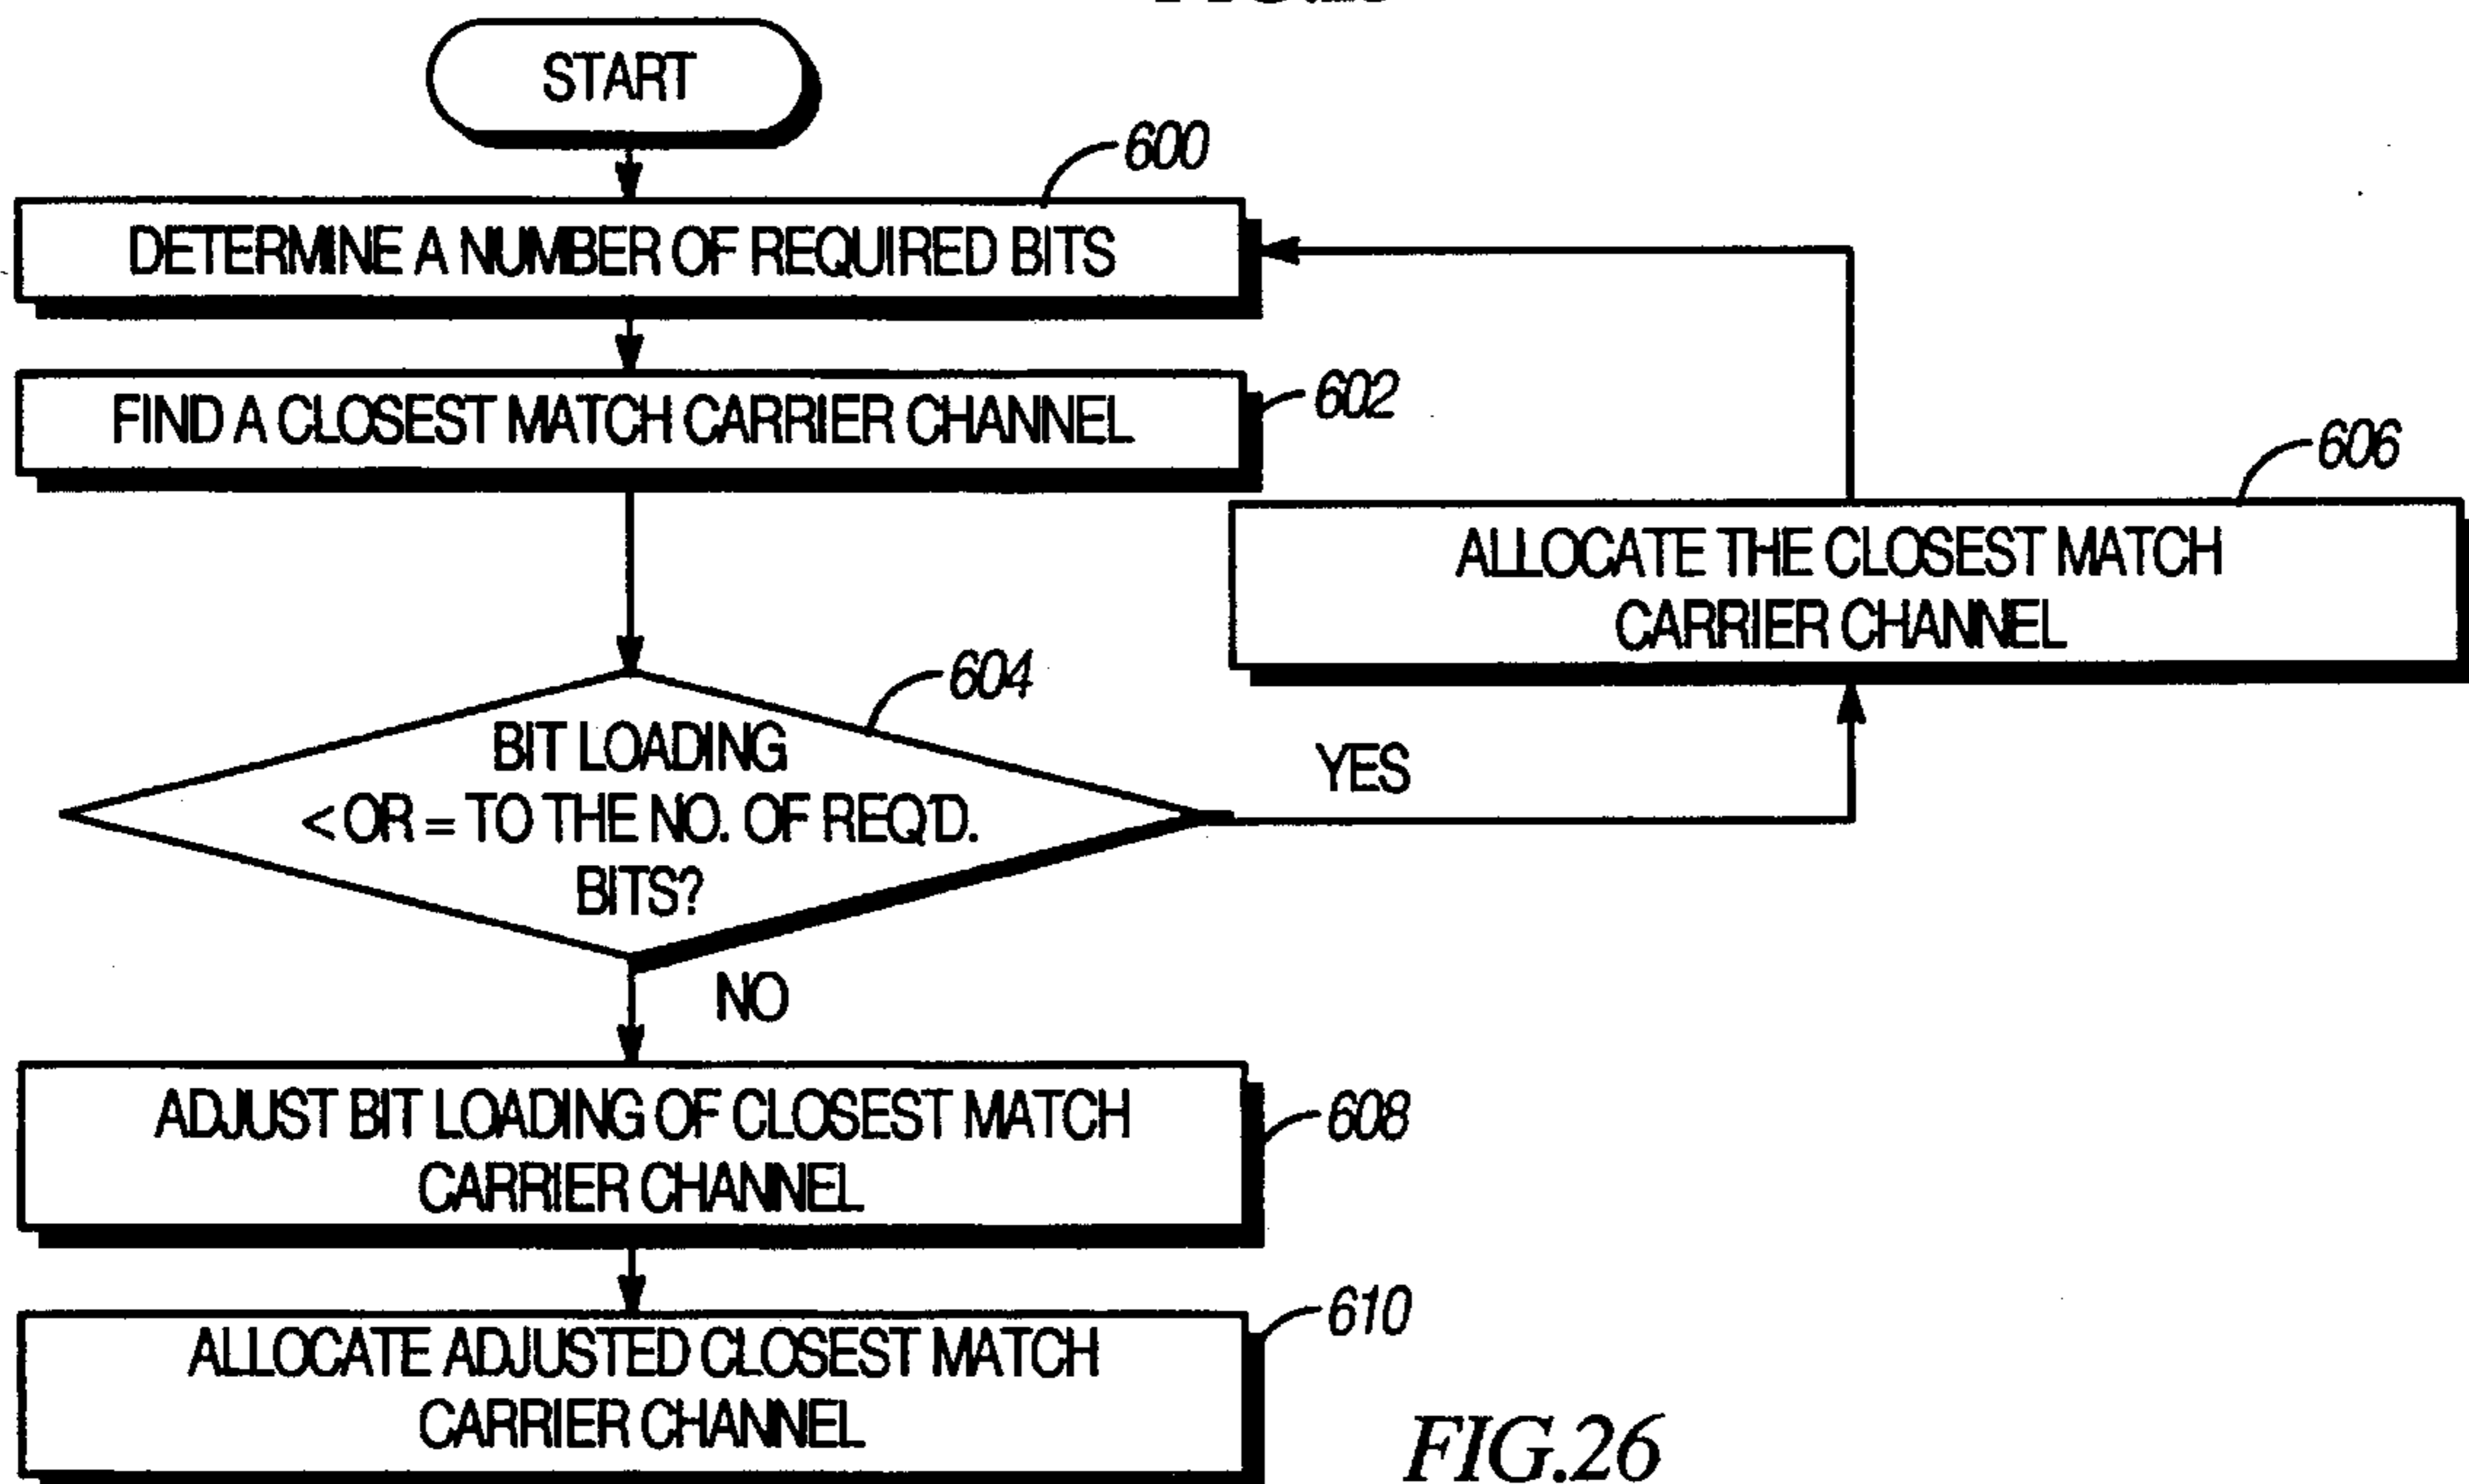 START
600
DETERMINE A NUMBER OF REQUIRED BITS
602
FIND A CLOSEST MATCH CARRIER CHANNEL
606
ALLOCATE THE CLOSEST MATCH
CARRIER CHANNEL
604
BIT LOADING
< OR = TO THE NO. OF REQ'D.
BITS?
YES
NO
608
ADJUST BIT LOADING OF CLOSEST MATCH
CARRIER CHANNEL
610
ALLOCATE ADJUSTED CLOSEST MATCH
CARRIER CHANNEL
FIG.26